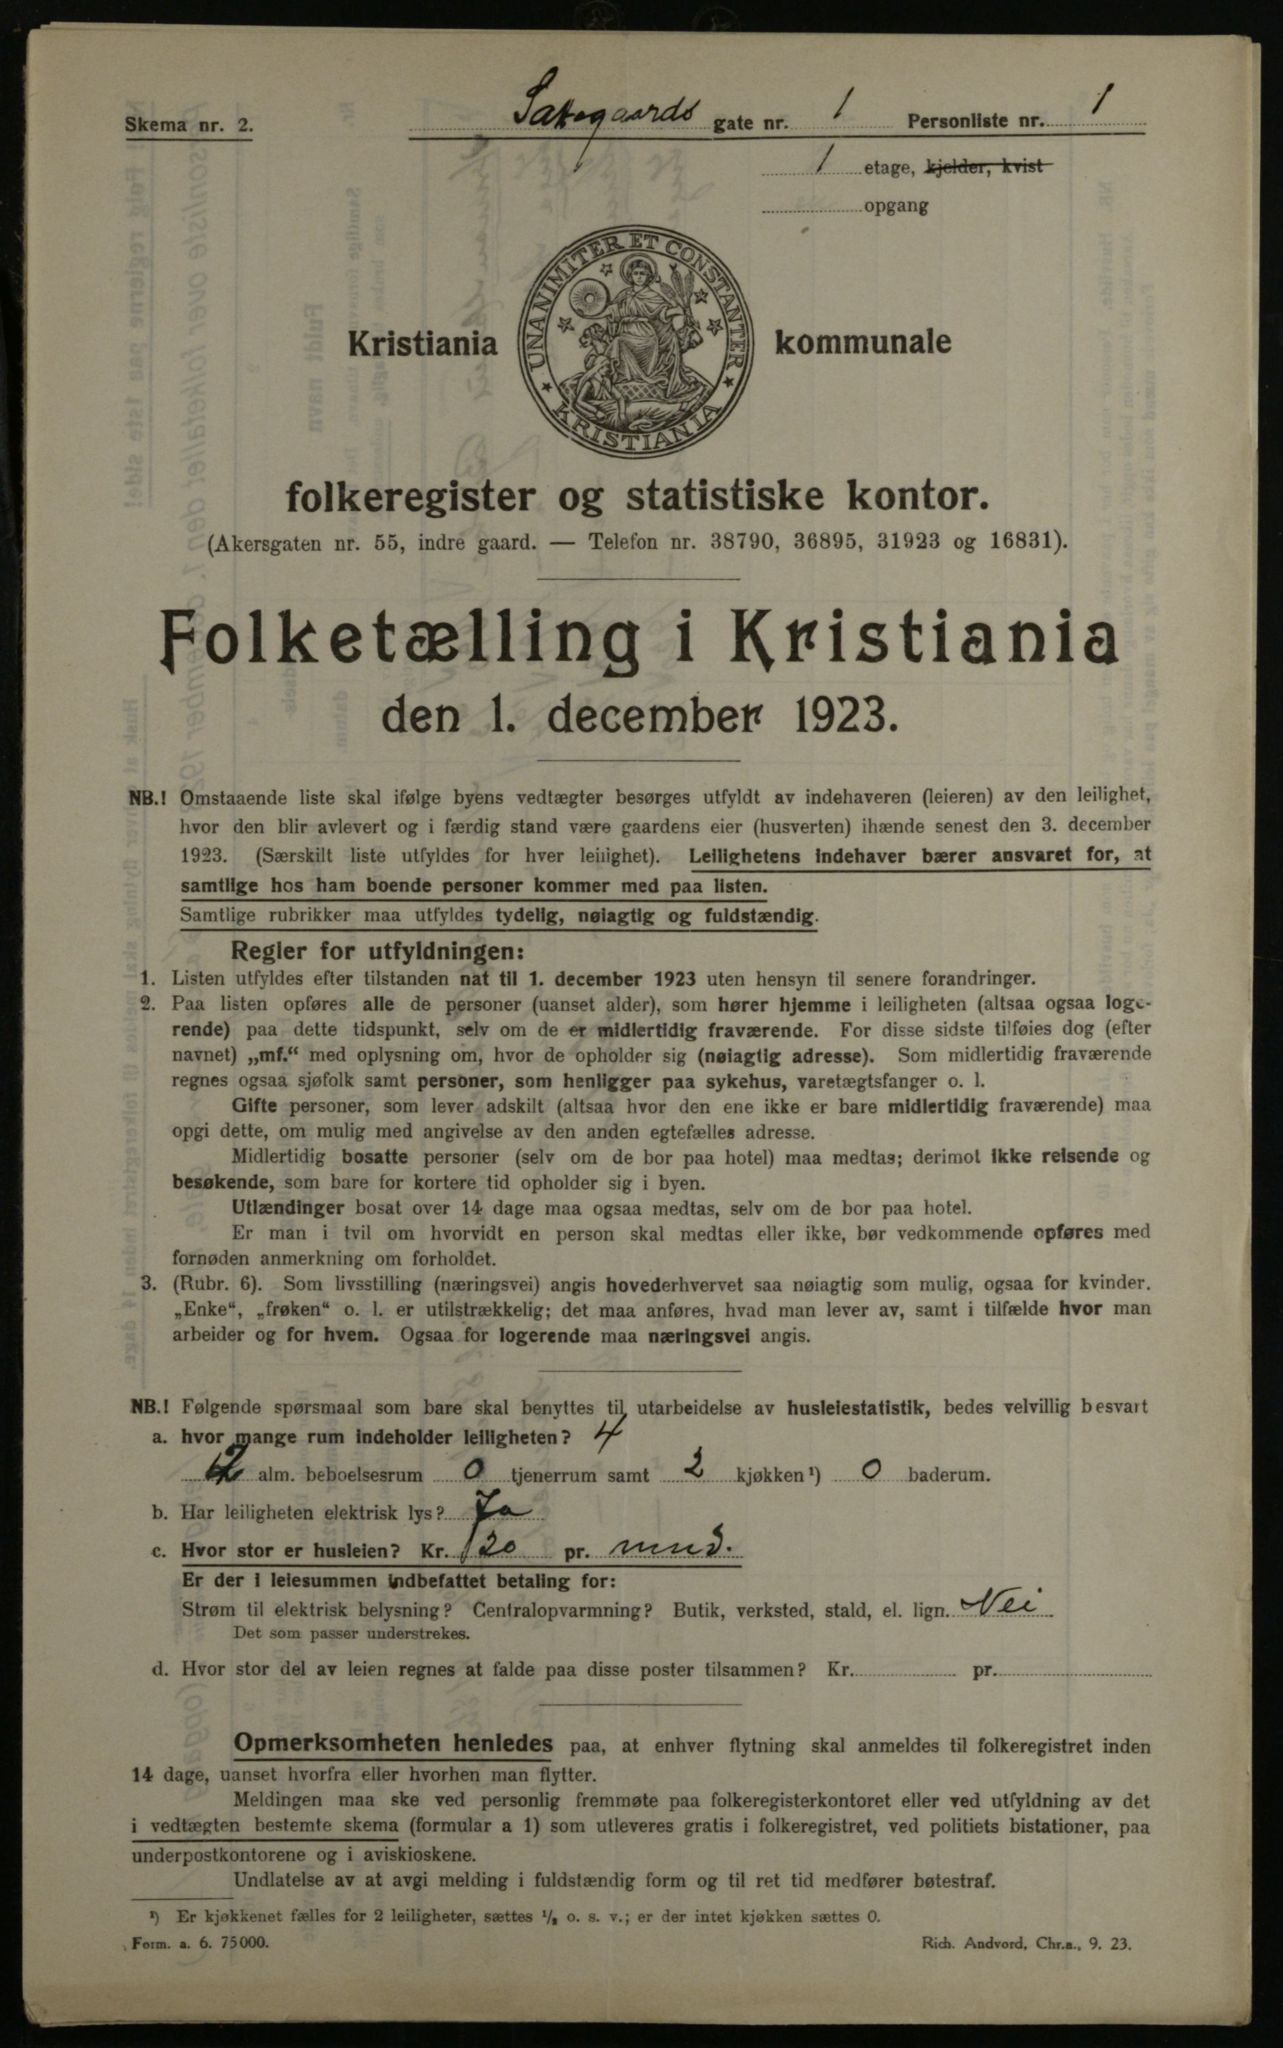 Skema nr. 2.
Søtegaards gate nr. 1 Personliste nr. 1
1 etage, kjelder, kvist
opgang
UNANIMITER ET CONSTANTER
KRISTIANIA
Kristiania kommunale
folkeregister og statistiske kontor.
(Akersgaten nr. 55, indre gaard. — Telefon nr. 38790, 36895, 31923 og 16831).
Folketælling i Kristiania
den 1. december 1923.
NB.! Omstaaende liste skal ifølge byens vedtægter besørges utfyldt av indehaveren (leieren) av den leilighet,
hvor den blir avlevert og i færdig stand være gaardens eier (husverten) ihænde senest den 3. december
1923. (Særskilt liste utfyldes for hver leilighet). Leilighetens indehaver bærer ansvaret for, at
samtlige hos ham boende personer kommer med paa listen.
Samtlige rubrikker maa utfyldes tydelig, nøiagtig og fuldstændig.
Regler for utfyldningen:
1. Listen utfyldes efter tilstanden nat til 1. december 1923 uten hensyn til senere forandringer.
2. Paa listen opføres alle de personer (uanset alder), som hører hjemme i leiligheten (altsaa ogsaa loge-
rende) paa dette tidspunkt, selv om de er midlertidig fraværende. For disse sidste tilføies dog (efter
navnet) „mf.“ med oplysning om, hvor de opholder sig (nøiagtig adresse). Som midlertidig fraværende
regnes ogsaa sjøfolk samt personer, som henligger paa sykehus, varetægtsfanger o. l.
Gifte personer, som lever adskilt (altsaa hvor den ene ikke er bare midlertidig fraværende) maa
opgi dette, om mulig med angivelse av den anden egtefælles adresse.
Midlertidig bosatte personer (selv om de bor paa hotel) maa medtas; derimot ikke reisende og
besøkende, som bare for kortere tid opholder sig i byen.
Utlændinger bosat over 14 dage maa ogsaa medtas, selv om de bor paa hotel.
Er man i tvil om hvorvidt en person skal medtas eller ikke, bør vedkommende opføres med
fornøden anmerkning om forholdet.
3. (Rubr. 6). Som livsstilling (næringsvei) angis hovederhvervet saa nøiagtig som mulig, ogsaa for kvinder.
„Enke“, „frøken“ o. l. er utilstrækkelig; det maa anføres, hvad man lever av, samt i tilfælde hvor man
arbeider og for hvem. Ogsaa for logerende maa næringsvei angis.
NB.! Følgende spørsmaal som bare skal benyttes til utarbeidelse av husleiestatistik, bedes velvillig besvart
a. hvor mange rum indeholder leiligheten? 4
2 alm. beboelsesrum 0 tjenerrum samt 2 kjøkken¹) 0 baderum.
b. Har leiligheten elektrisk lys? Ja
c. Hvor stor er husleien? Kr. 120 pr. mnd.
Er der i leiesummen indbefattet betaling for:
Strøm til elektrisk belysning? Centralopvarmning? Butik, verksted, stald, el. lign. Nei
Det som passer understrekes.
d. Hvor stor del av leien regnes at falde paa disse poster tilsammen? Kr. pr.
Opmerksomheten henledes paa, at enhver flytning skal anmeldes til folkeregistret inden
14 dage, uanset hvorfra eller hvorhen man flytter.
Meldingen maa ske ved personlig fremmøte paa folkeregisterkontoret eller ved utfyldning av det
i vedtægten bestemte skema (formular a 1) som utleveres gratis i folkeregistret, ved politiets bistationer, paa
underpostkontorene og i aviskioskene.
Undlatelse av at avgi melding i fuldstændig form og til ret tid medfører bøtestraf.
¹) Er kjøkkenet fælles for 2 leiligheter, sættes ½ o. s. v.; er der intet kjøkken sættes 0.
Form. a. 6. 75000. Rich. Andvord, Chr.a., 9. 23.